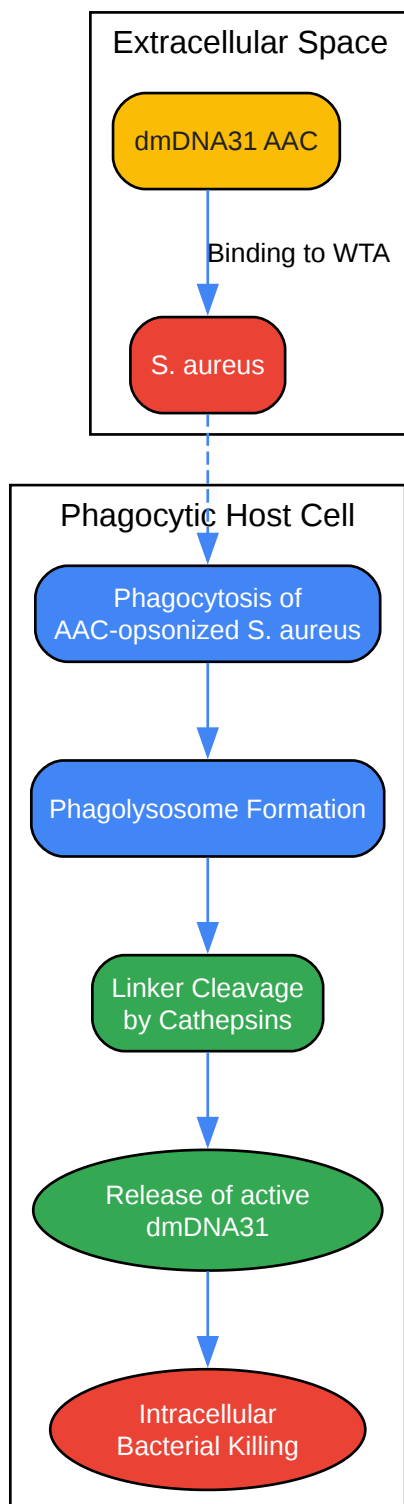 Extracellular Space
dmDNA31 AAC
Binding to WTA
S. aureus
Phagocytic Host Cell
Phagocytosis of
AAC-opsonized S. aureus
Phagolysosome Formation
Linker Cleavage
by Cathepsins
Release of active
dmDNA31
Intracellular
Bacterial Killing